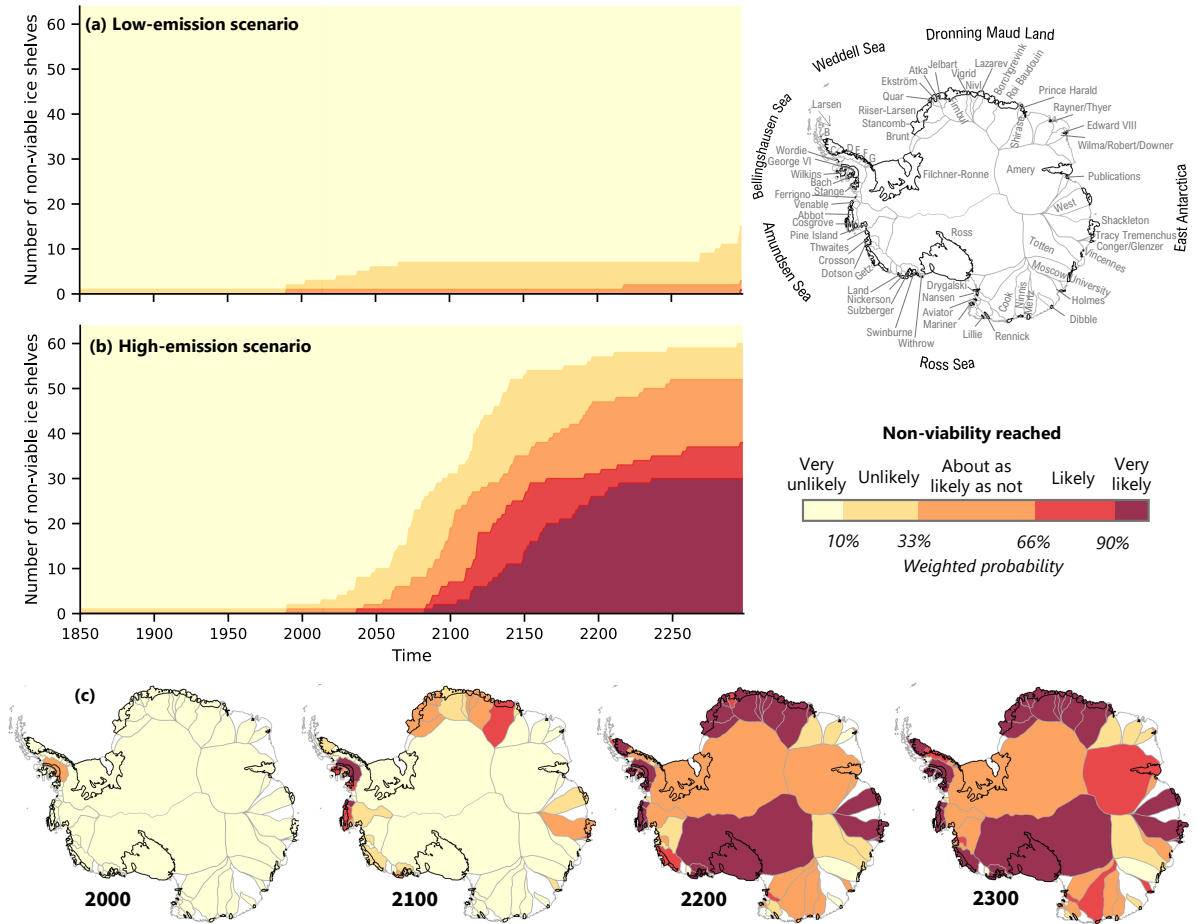 (a) Low-emission scenario
Number of non-viable ice shelves
60
50
40
30
20
10
0
(b) High-emission scenario
Number of non-viable ice shelves
60
50
40
30
20
10
0
1850
1900
1950
2000
2050
2100
2150
2200
2250
Time
Dronning Maud Land
Weddell Sea
Bellingshausen Sea
Amundsen Sea
Ross Sea
East Antarctica
Jelbart
Atka
Ekström
Quar
Riiser-Larsen
Stancomb-
Brunt
Vigrid
Nivl
Lazarev
Borchgrevink
Roi Baudouin
Prince Harald
Shirase
Rayner/Thyer
Edward VIII
Wilma/Robert/Downer
Amery
Publications
West
Shackleton
Tracy Tremenchus
Conger/Glenzer
Vincennes
Totten
Moscow University
Holmes
Dibble
Mertz
Ninnis
Cook
Rennick
Lillie
Mariner
Aviator
Nansen
Drygalski
Ross
Withrow
Swinburne
Sulzberger
Nickerson
Land
Getz
Dotson
Crosson
Thwaites
Pine Island
Cosgrove
Abbot
Venable
Ferrigno
Stange
Bach
Wilkins
George VI
Wordie
Larsen
B
C
D
E
F
G
Filchner-Ronne
Non-viability reached
Very
unlikely
Unlikely
About as
likely as not
Likely
Very
likely
10%
33%
66%
90%
Weighted probability
(c)
2000
2100
2200
2300